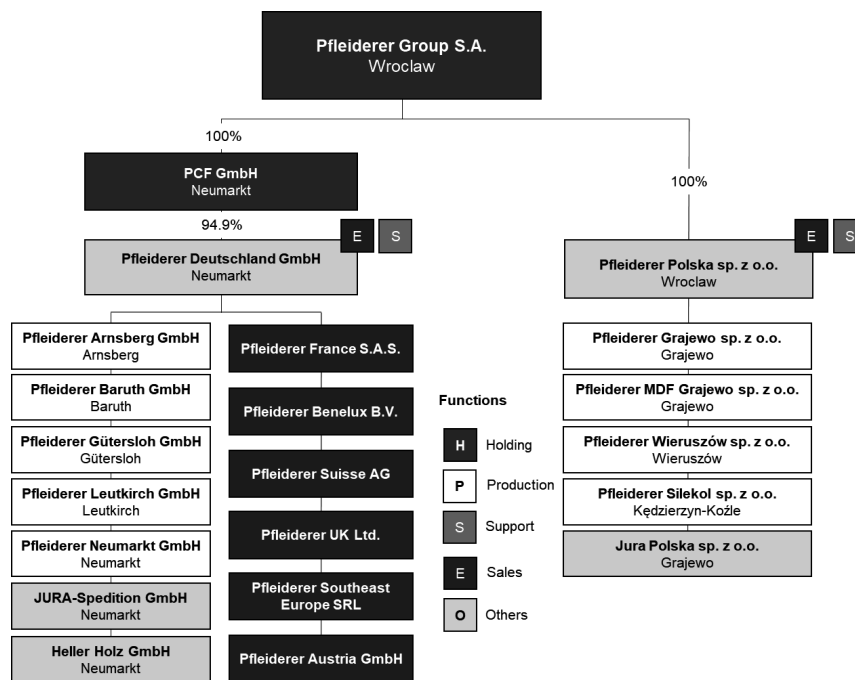 Pfleiderer Group S.A.
Wroclaw
100%
PCF GmbH
Neumarkt
100%
94.9%
E
S
Pfleiderer Deutschland GmbH
Neumarkt
E
S
Pfleiderer Polska sp. z o.o.
Wroclaw
Pfleiderer Arnsberg GmbH
Arnsberg
Pfleiderer Baruth GmbH
Baruth
Pfleiderer Gütersloh GmbH
Gütersloh
Pfleiderer Leutkirch GmbH
Leutkirch
Pfleiderer Neumarkt GmbH
Neumarkt
JURA-Spedition GmbH
Neumarkt
Heller Holz GmbH
Neumarkt
Pfleiderer France S.A.S.
Pfleiderer Benelux B.V.
Pfleiderer Suisse AG
Pfleiderer UK Ltd.
Pfleiderer Southeast
Europe SRL
Pfleiderer Austria GmbH
Functions
H Holding
P Production
S Support
E Sales
O Others
Pfleiderer Grajewo sp. z o.o.
Grajewo
Pfleiderer MDF Grajewo sp. z o.o.
Grajewo
Pfleiderer Wieruszów sp. z o.o.
Wieruszów
Pfleiderer Silekol sp. z o.o.
Kędzierzyn-Koźle
Jura Polska sp. z o.o.
Grajewo